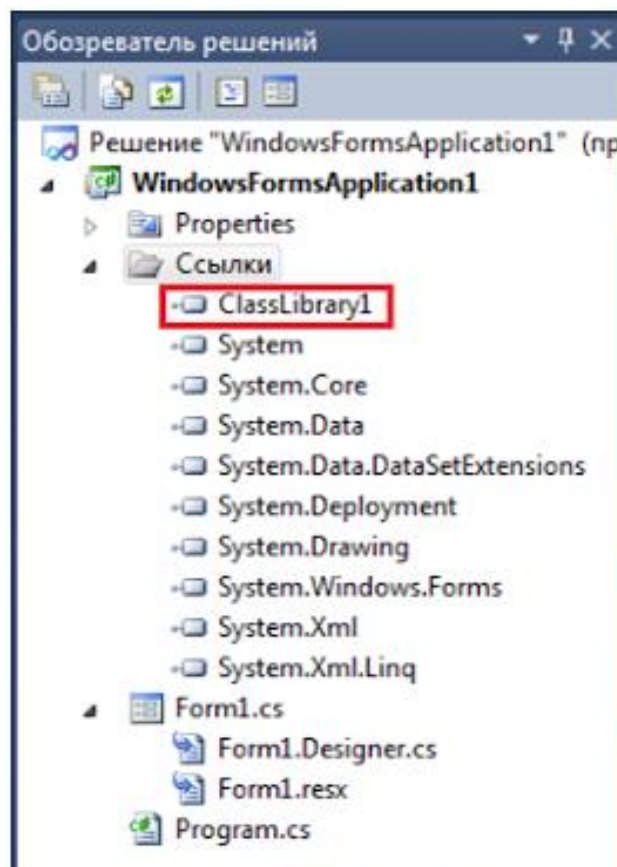 Обозреватель решений
Решение "WindowsFormsApplication1" (пр
WindowsFormsApplication1
Properties
Ссылки
ClassLibrary1
System
System.Core
System.Data
System.Data.DataSetExtensions
System.Deployment
System.Drawing
System.Windows.Forms
System.Xml
System.Xml.Linq
Form1.cs
Form1.Designer.cs
Form1.resx
Program.cs